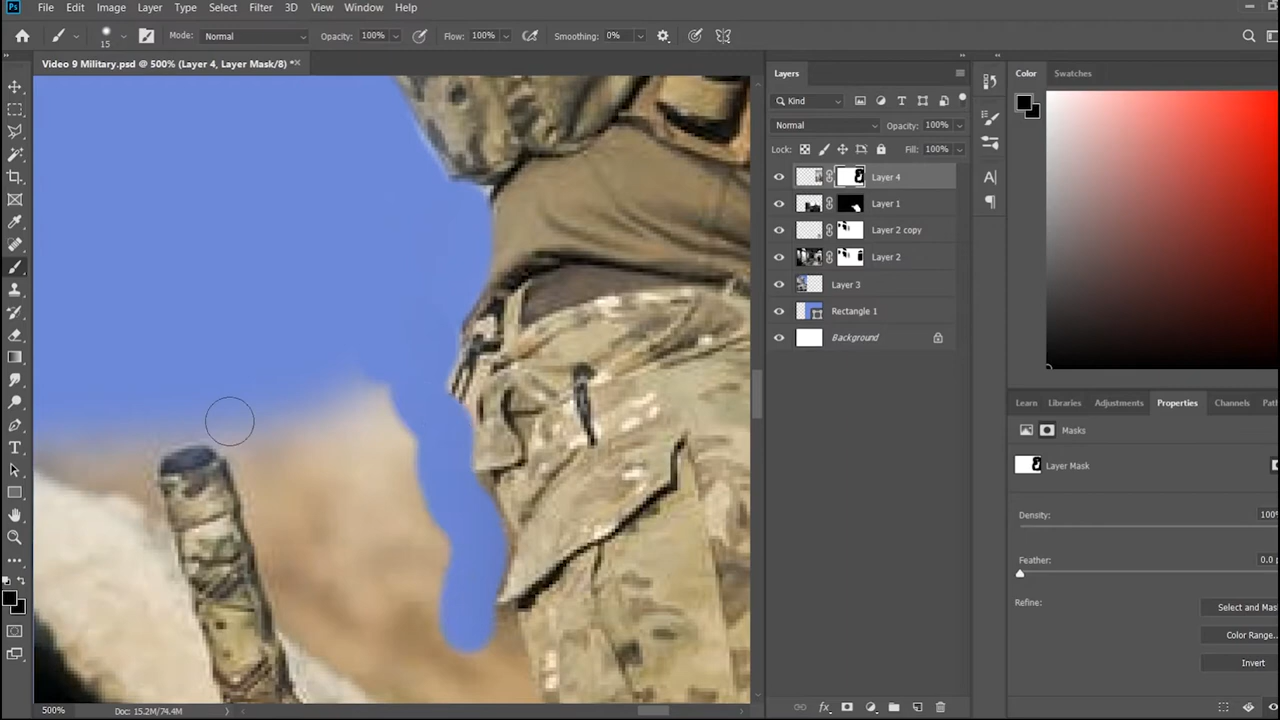 Ps File Edit Image Layer Type Select Filter 3D View Window Help
15 Mode: Normal Opacity: 100% Flow: 100% Smoothing: 0%
Video 9 Military.psd @ 500% (Layer 4, Layer Mask/8) *
Layers
Kind
Normal Opacity: 100%
Lock: Fill: 100%
Layer 4
Layer 1
Layer 2 copy
Layer 2
Layer 3
Rectangle 1
Background
Color Swatches
Learn Libraries Adjustments Properties Channels Pat
Masks
Layer Mask
Density: 100%
Feather: 0.0
Refine: Select and Mas
Color Range..
Invert
500% Doc: 15.2M/74.4M